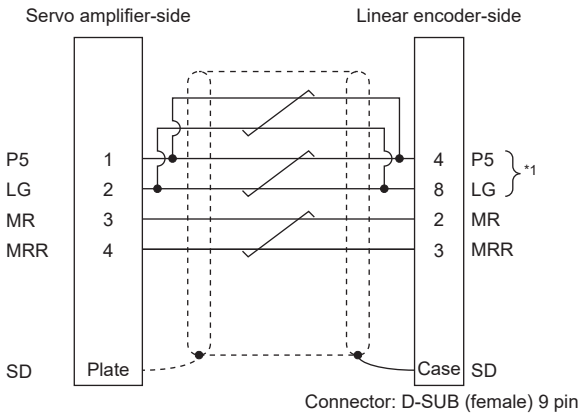 Servo amplifier-side
Linear encoder-side
P5 1 4 P5
*1
LG 2 8 LG
MR 3 2 MR
MRR 4 3 MRR
SD Plate Case SD
Connector: D-SUB (female) 9 pin